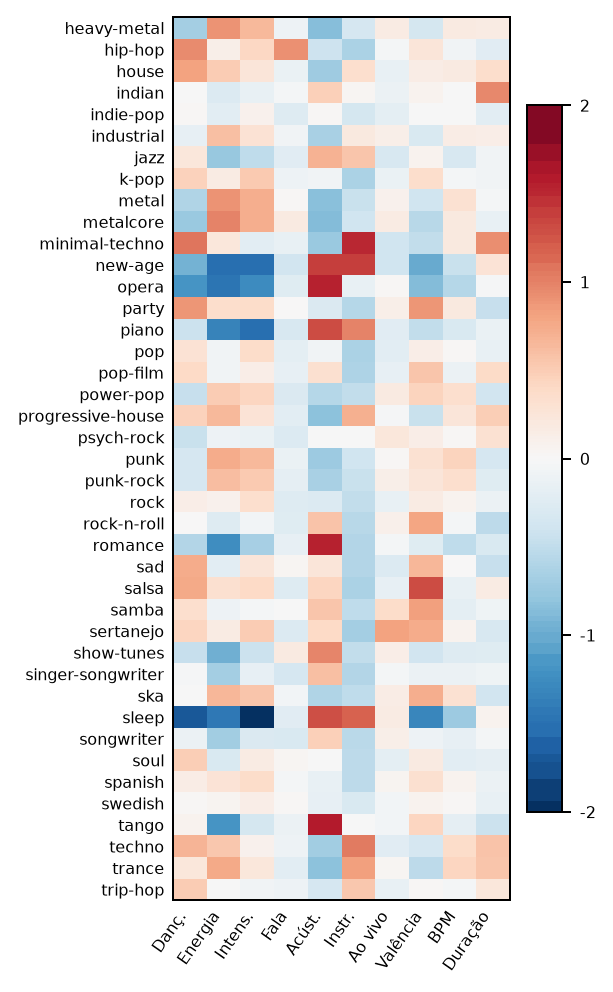 heavy-metal
hip-hop
house
indian
indie-pop
industrial
jazz
k-pop
metal
metalcore
minimal-techno
new-age
opera
party
piano
pop
pop-film
power-pop
progressive-house
psych-rock
punk
punk-rock
rock
rock-n-roll
romance
sad
salsa
samba
sertanejo
show-tunes
singer-songwriter
ska
sleep
songwriter
soul
spanish
swedish
tango
techno
trance
trip-hop
Danç.
Energia
Intens.
Fala
Acúst.
Instr.
Ao vivo
Valência
BPM
Duração
2
1
0
-1
-2